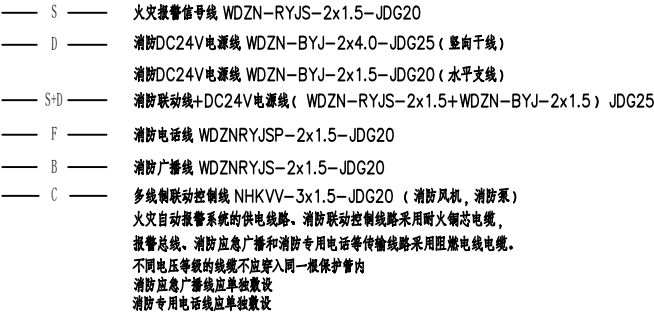 S 火灾报警信号线 WDZN-RYJS-2x1.5-JDG20
D 消防DC24V电源线 WDZN-BYJ-2x4.0-JDG25(竖向干线)
消防DC24V电源线 WDZN-BYJ-2x1.5-JDG20(水平支线)
S+D 消防联动线+DC24V电源线( WDZN-RYJS-2x1.5+WDZN-BYJ-2x1.5) JDG25
F 消防电话线 WDZNRYJSP-2x1.5-JDG20
B 消防广播线 WDZNRYJS-2x1.5-JDG20
C 多线制联动控制线 NHKVV-3x1.5-JDG20 (消防风机,消防泵)
火灾自动报警系统的供电线路、消防联动控制线路采用耐火铜芯电缆,
报警总线、消防应急广播和消防专用电话等传输线路采用阻燃电线电缆。
不同电压等级的线缆不应穿入同一根保护管内
消防应急广播线应单独敷设
消防专用电话线应单独敷设